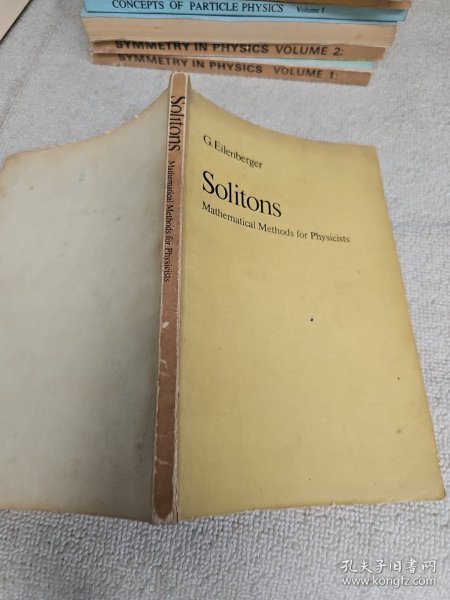 CONCEPTS OF PARTICLE PHYSICS Volume I
SYMMETRY IN PHYSICS VOLUME 2:
SYMMETRY IN PHYSICS VOLUME 1:
Solitons Mathematical Methods for Physicists
G.Eilenberger
Solitons
Mathematical Methods for Physicists
孔夫子旧书网
www.kongfz.com